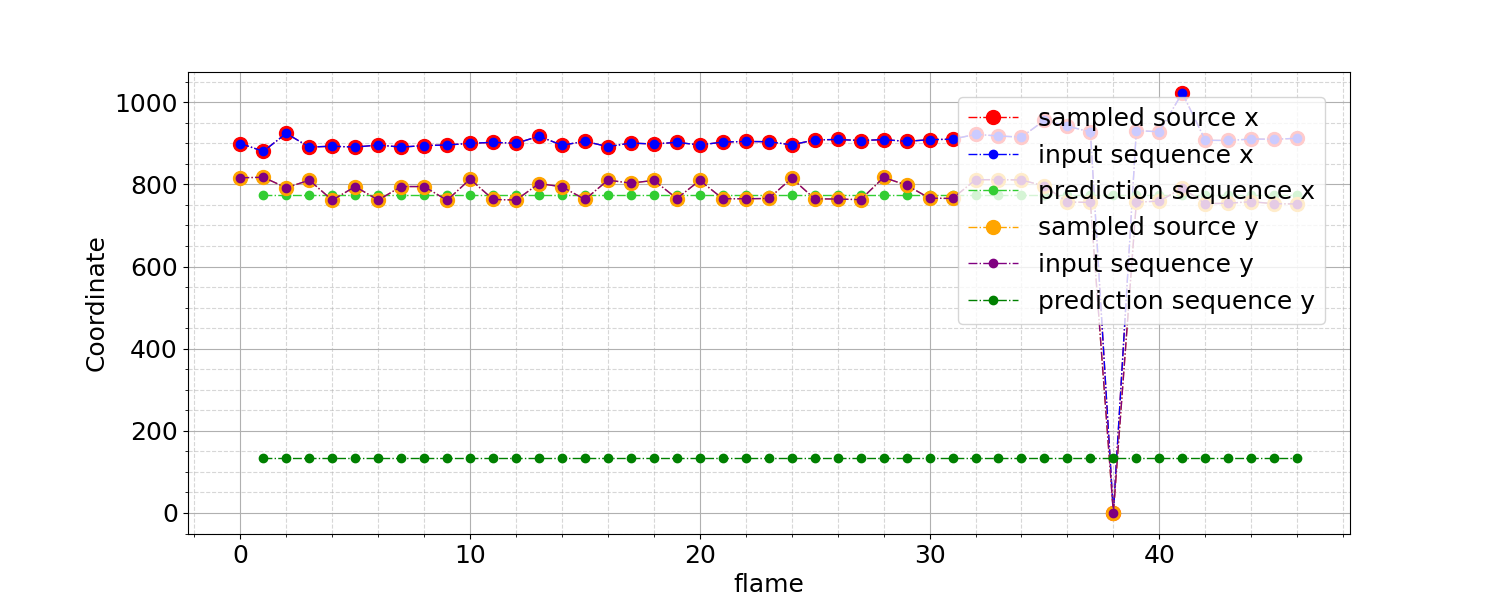 1000
800
600
400
200
0
Coordinate
sampled source x
input sequence x
prediction sequence x
sampled source y
input sequence y
prediction sequence y
0 10 20 30 40
flame